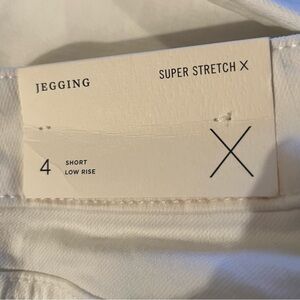 JEGGING
SUPER STRETCH X
4
SHORT
LOW RISE
X